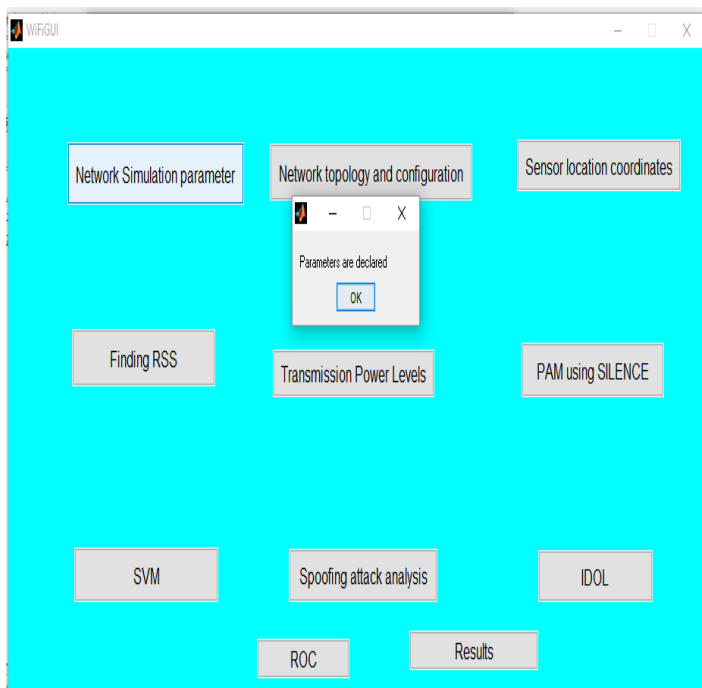 WiFiGUI
Network Simulation parameter
Network topology and configuration
Sensor location coordinates
Parameters are declared
OK
Finding RSS
Transmission Power Levels
PAM using SILENCE
SVM
Spoofing attack analysis
IDOL
ROC
Results